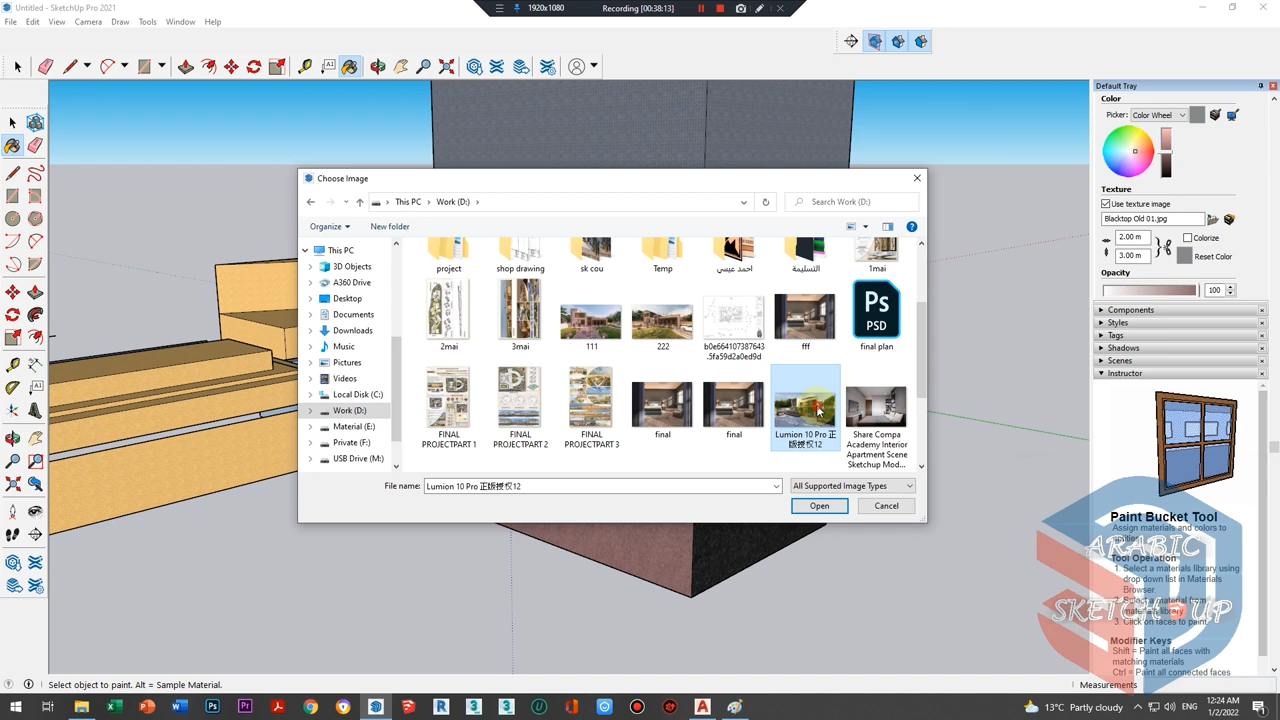 Untitled - SketchUp Pro 2021
1920x1080
Recording [00:38:13]
File Edit View Camera Draw Tools Window Help
Default Tray
Color
Picker: Color Wheel
Texture
Use texture image
Blacktop Old 01.jpg
2.00 m
Colorize
3.00 m
Reset Color
Opacity
100
Components
Styles
Tags
Shadows
Scenes
Instructor
Choose Image
This PC > Work (D:) >
Search Work (D:)
Organize
New folder
This PC
3D Objects
A360 Drive
Desktop
Documents
Downloads
Music
Pictures
Videos
Local Disk (C:)
Work (D:)
Material (E:)
Private (F:)
USB Drive (M:)
project
shop drawing
sk cou
Temp
احمد عيسي
التسليمة
1mai
2mai
3mai
111
222
b0e664107387643
.5fa59d2a0ed9d
fff
Ps
PSD
final plan
FINAL
PROJECTPART 1
FINAL
PROJECTPART 2
FINAL
PROJECTPART 3
final
final
Lumion 10 Pro 正
版授权12
Share Compa
Academy Interior
Apartment Scene
Sketchup Mod...
File name:
Lumion 10 Pro 正版授权12
All Supported Image Types
Open
Cancel
Paint Bucket Tool
Assign materials and colors to
Tool Operation
1. Select a materials library using
drop down list in Materials
Browser.
2. Select a material from
materials library
3. Click on faces to paint.
Modifier Keys
Shift = Paint all faces with
matching materials
Ctrl = Paint all connected faces
ARABIC
SKETCH UP
Select object to paint. Alt = Sample Material.
Measurements
13°C Partly cloudy
12:24 AM
1/2/2022